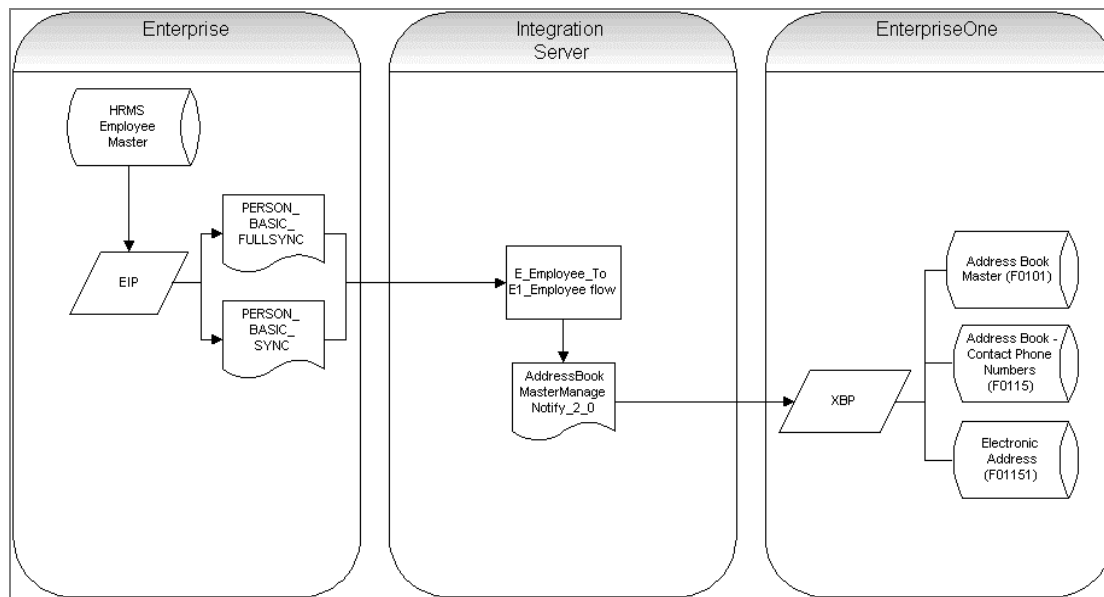 Enterprise
Integration
Server
EnterpriseOne
HRMS
Employee
Master
EIP
PERSON_
BASIC_
FULLSYNC
PERSON_
BASIC_
SYNC
E_Employee_To
E1_Employee flow
AddressBook
MasterManage
Notify_2_0
XBP
Address Book
Master (F0101)
Address Book -
Contact Phone
Numbers
(F0115)
Electronic
Address
(F01151)